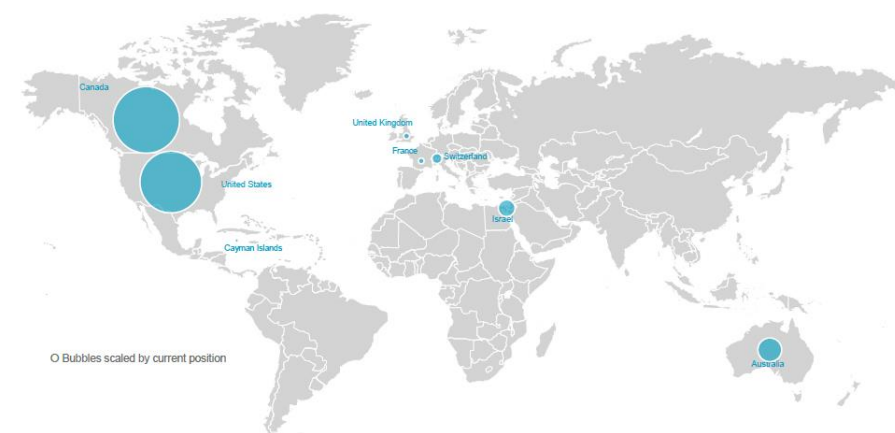 Canada
United Kingdom
France
Switzerland
United States
Israel
Cayman Islands
O Bubbles scaled by current position
Australia